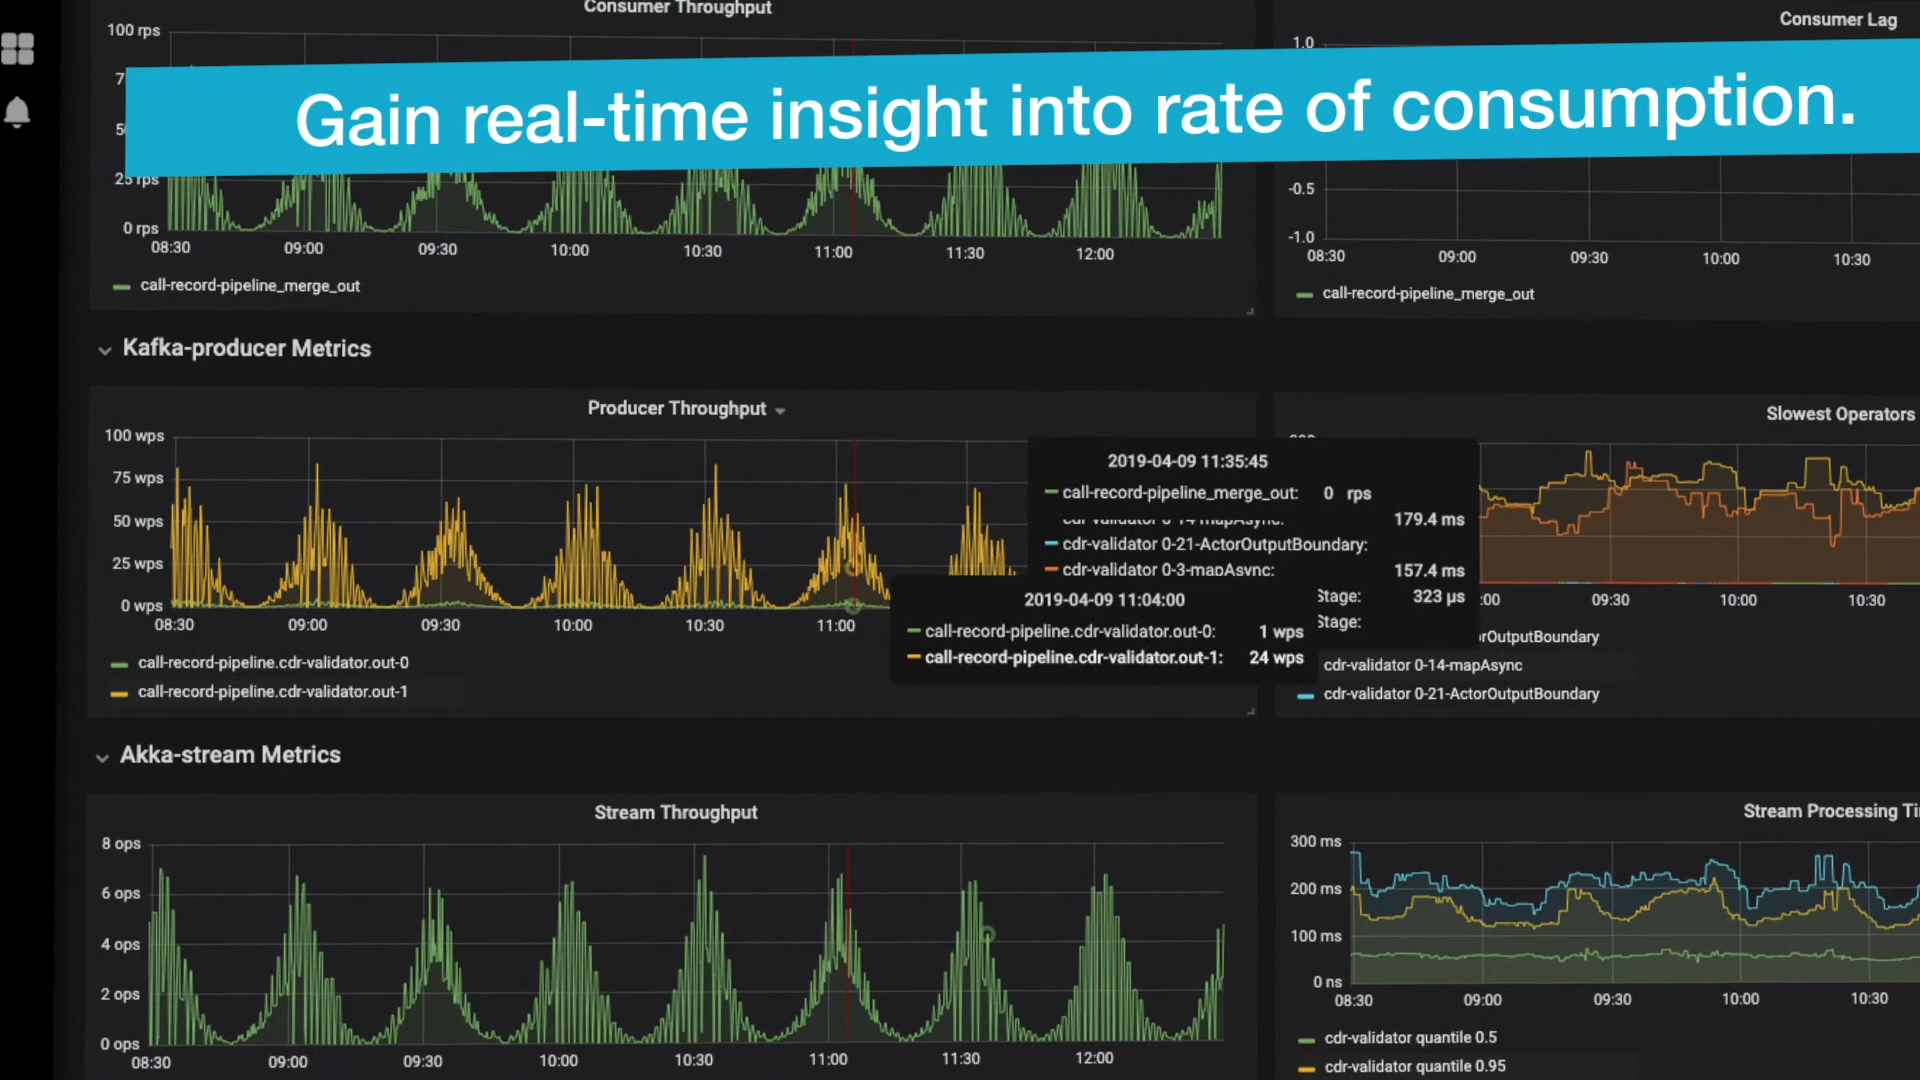 Consumer Throughput
100 rps
25 rps
0 rps
08:30 09:00 09:30 10:00 10:30 11:00 11:30 12:00
call-record-pipeline_merge_out
Consumer Lag
1.0
-0.5
-1.0
08:30 09:00 09:30 10:00 10:30
call-record-pipeline_merge_out
Gain real-time insight into rate of consumption.
Kafka-producer Metrics
Producer Throughput
100 wps
75 wps
50 wps
25 wps
0 wps
08:30 09:00 09:30 10:00 10:30 11:00
call-record-pipeline.cdr-validator.out-0
call-record-pipeline.cdr-validator.out-1
2019-04-09 11:04:00
call-record-pipeline.cdr-validator.out-0: 1 wps
call-record-pipeline.cdr-validator.out-1: 24 wps
2019-04-09 11:35:45
call-record-pipeline_merge_out: 0 rps
cdr-validator 0-14-mapAsync: 179.4 ms
cdr-validator 0-21-ActorOutputBoundary:
cdr-validator 0-3-mapAsync: 157.4 ms
Stage: 323 µs
Stage:
Slowest Operators
:00 09:30 10:00 10:30
rOutputBoundary
cdr-validator 0-14-mapAsync
cdr-validator 0-21-ActorOutputBoundary
Akka-stream Metrics
Stream Throughput
8 ops
6 ops
4 ops
2 ops
0 ops
08:30 09:00 09:30 10:00 10:30 11:00 11:30 12:00
Stream Processing Ti
300 ms
200 ms
100 ms
0 ns
08:30 09:00 09:30 10:00 10:30
cdr-validator quantile 0.5
cdr-validator quantile 0.95